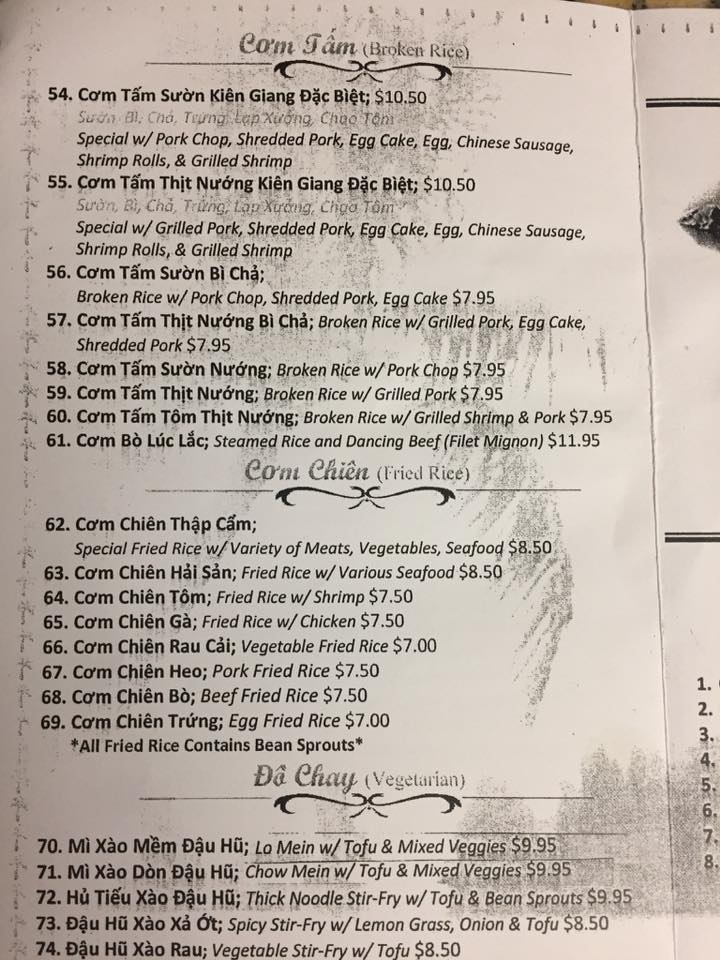 Cơm Tấm (Broken Rice)
54. Cơm Tấm Sườn Kiên Giang Đặc Biệt; $10.50
Sườn, Bì, Chả, Trứng, Lạp Xưởng, Chạo Tôm
Special w/ Pork Chop, Shredded Pork, Egg Cake, Egg, Chinese Sausage,
Shrimp Rolls, & Grilled Shrimp
55. Cơm Tấm Thịt Nướng Kiên Giang Đặc Biệt; $10.50
Sườn, Bì, Chả, Trứng, Lạp Xưởng, Chạo Tôm
Special w/ Grilled Pork, Shredded Pork, Egg Cake, Egg, Chinese Sausage,
Shrimp Rolls, & Grilled Shrimp
56. Cơm Tấm Sườn Bì Chả;
Broken Rice w/ Pork Chop, Shredded Pork, Egg Cake $7.95
57. Cơm Tấm Thịt Nướng Bì Chả; Broken Rice w/ Grilled Pork, Egg Cake,
Shredded Pork $7.95
58. Cơm Tấm Sườn Nướng; Broken Rice w/ Pork Chop $7.95
59. Cơm Tấm Thịt Nướng; Broken Rice w/ Grilled Pork $7.95
60. Cơm Tấm Tôm Thịt Nướng; Broken Rice w/ Grilled Shrimp & Pork $7.95
61. Cơm Bò Lúc Lắc; Steamed Rice and Dancing Beef (Filet Mignon) $11.95
Cơm Chiên (Fried Rice)
62. Cơm Chiên Thập Cẩm;
Special Fried Rice w/ Variety of Meats, Vegetables, Seafood $8.50
63. Cơm Chiên Hải Sản; Fried Rice w/ Various Seafood $8.50
64. Cơm Chiên Tôm; Fried Rice w/ Shrimp $7.50
65. Cơm Chiên Gà; Fried Rice w/ Chicken $7.50
66. Cơm Chiên Rau Cải; Vegetable Fried Rice $7.00
67. Cơm Chiên Heo; Pork Fried Rice $7.50
68. Cơm Chiên Bò; Beef Fried Rice $7.50
69. Cơm Chiên Trứng; Egg Fried Rice $7.00
*All Fried Rice Contains Bean Sprouts*
Đồ Chay (Vegetarian)
70. Mì Xào Mềm Đậu Hũ; Lo Mein w/ Tofu & Mixed Veggies $9.95
71. Mì Xào Dòn Đậu Hũ; Chow Mein w/ Tofu & Mixed Veggies $9.95
72. Hủ Tiếu Xào Đậu Hũ; Thick Noodle Stir-Fry w/ Tofu & Bean Sprouts $9.95
73. Đậu Hũ Xào Xả Ớt; Spicy Stir-Fry w/ Lemon Grass, Onion & Tofu $8.50
74. Đậu Hũ Xào Rau; Vegetable Stir-Fry w/ Tofu $8.50
1.
2.
3.
4.
5.
6.
7.
8.